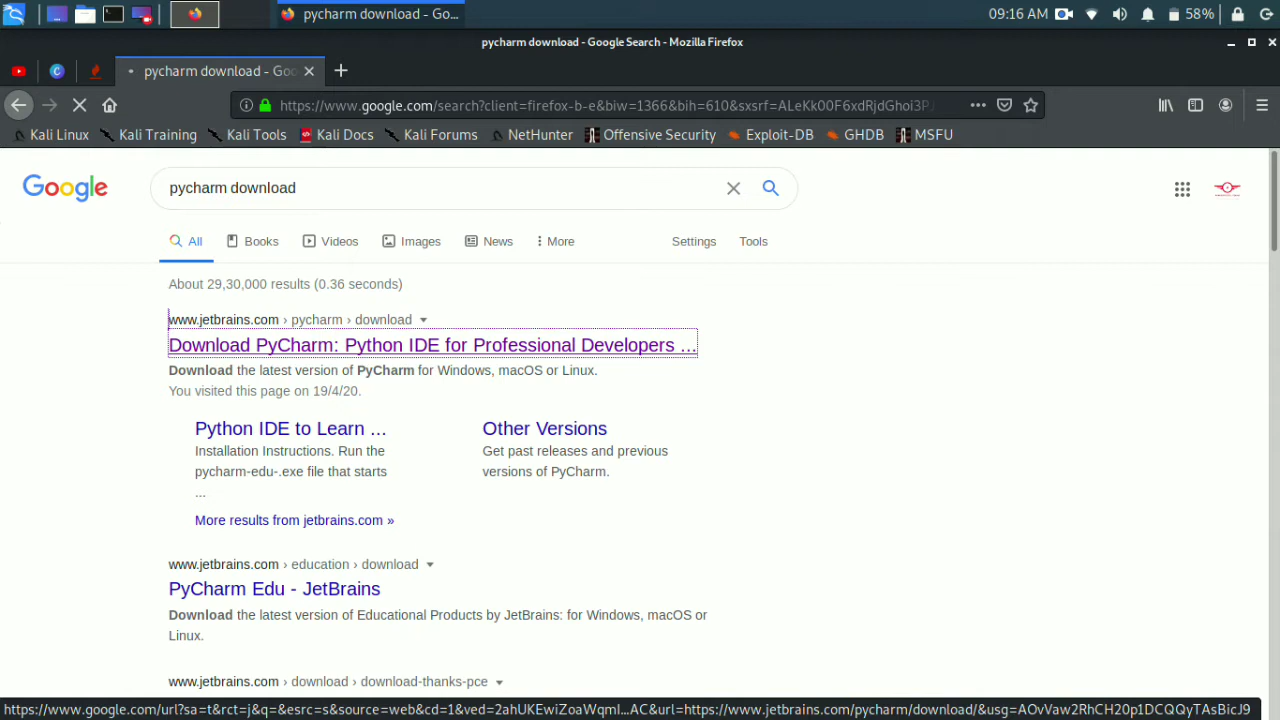 pycharm download - Go...
09:16 AM
58%
pycharm download - Google Search - Mozilla Firefox
pycharm download - Goo
https://www.google.com/search?client=firefox-b-e&biw=1366&bih=610&sxsrf=ALeKk00F6xdRjdGhoi3P
Kali Linux
Kali Training
Kali Tools
Kali Docs
Kali Forums
NetHunter
Offensive Security
Exploit-DB
GHDB
MSFU
Google
pycharm download
All
Books
Videos
Images
News
More
Settings
Tools
About 29,30,000 results (0.36 seconds)
www.jetbrains.com › pycharm › download
Download PyCharm: Python IDE for Professional Developers ...
Download the latest version of PyCharm for Windows, macOS or Linux.
You visited this page on 19/4/20.
Python IDE to Learn ...
Installation Instructions. Run the
pycharm-edu-.exe file that starts
...
Other Versions
Get past releases and previous
versions of PyCharm.
More results from jetbrains.com »
www.jetbrains.com › education › download
PyCharm Edu - JetBrains
Download the latest version of Educational Products by JetBrains: for Windows, macOS or
Linux.
www.jetbrains.com › download › download-thanks-pce
https://www.google.com/url?sa=t&rct=j&q=&esrc=s&source=web&cd=1&ved=2ahUKEwiZoaWqmI...AC&url=https://www.jetbrains.com/pycharm/download/&usg=AOvVaw2RhCH20p1DCQQyTAsBicJ9